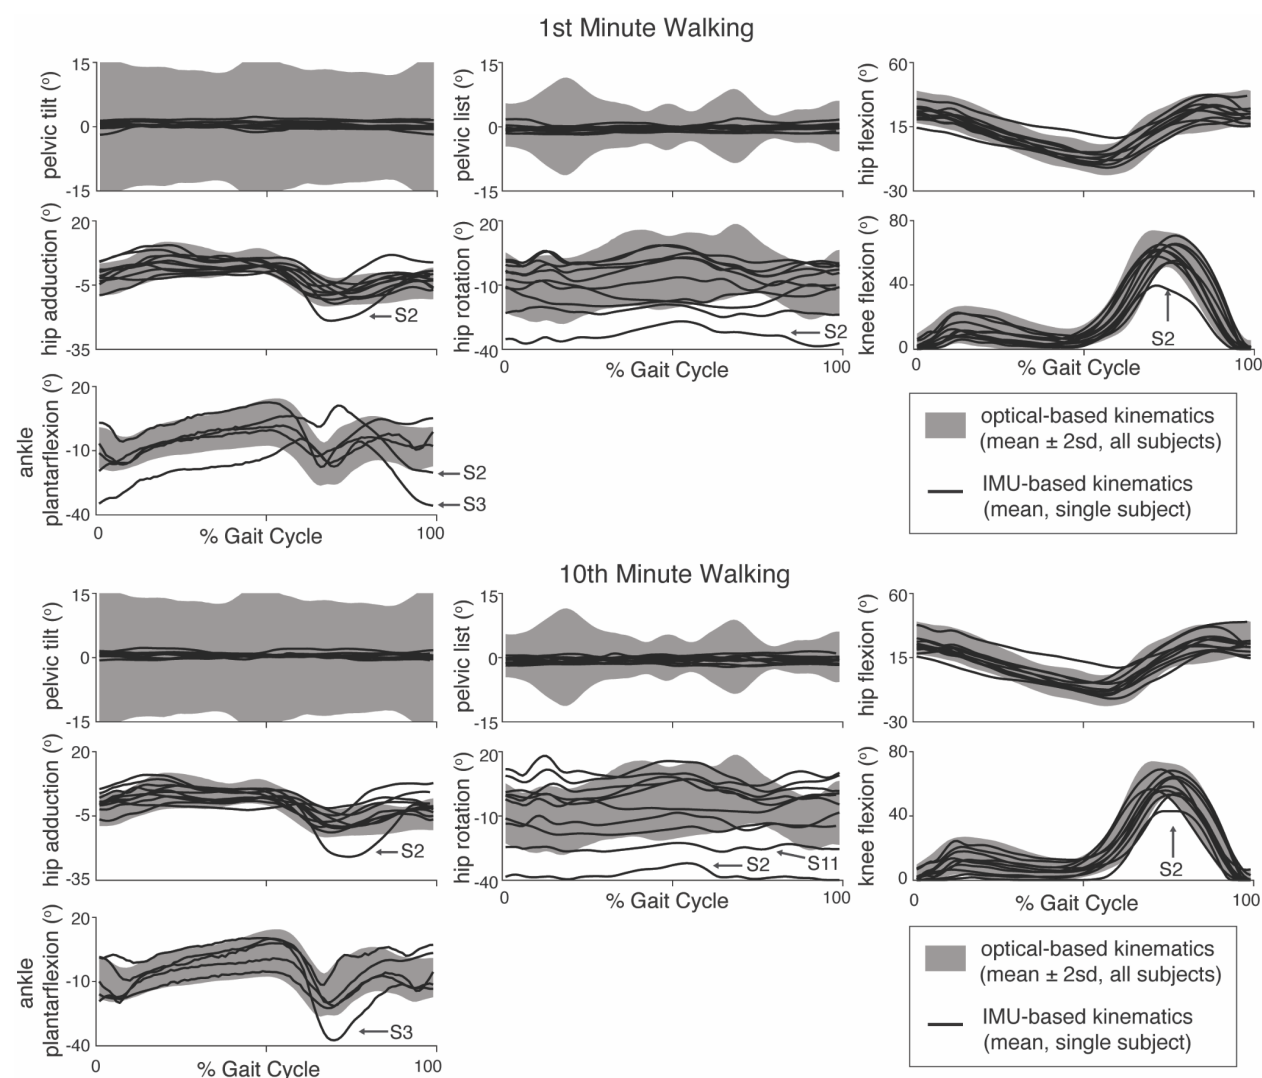 1st Minute Walking
pelvic tilt (°)
15
0
-15
pelvic list (°)
15
0
-15
hip flexion (°)
60
15
-30
hip adduction (°)
20
-5
-35
S2
hip rotation (°)
20
-10
-40
S2
% Gait Cycle
100
knee flexion (°)
80
40
0
S2
0
% Gait Cycle
100
ankle
plantarflexion (°)
20
-10
-40
S2
S3
0
% Gait Cycle
100
optical-based kinematics
(mean ± 2sd, all subjects)
IMU-based kinematics
(mean, single subject)
10th Minute Walking
pelvic tilt (°)
15
0
-15
pelvic list (°)
15
0
-15
hip flexion (°)
60
15
-30
hip adduction (°)
20
-5
-35
S2
hip rotation (°)
20
-10
-40
S2
S11
% Gait Cycle
100
knee flexion (°)
80
40
0
S2
0
% Gait Cycle
100
ankle
plantarflexion (°)
20
-10
-40
S3
0
% Gait Cycle
100
optical-based kinematics
(mean ± 2sd, all subjects)
IMU-based kinematics
(mean, single subject)